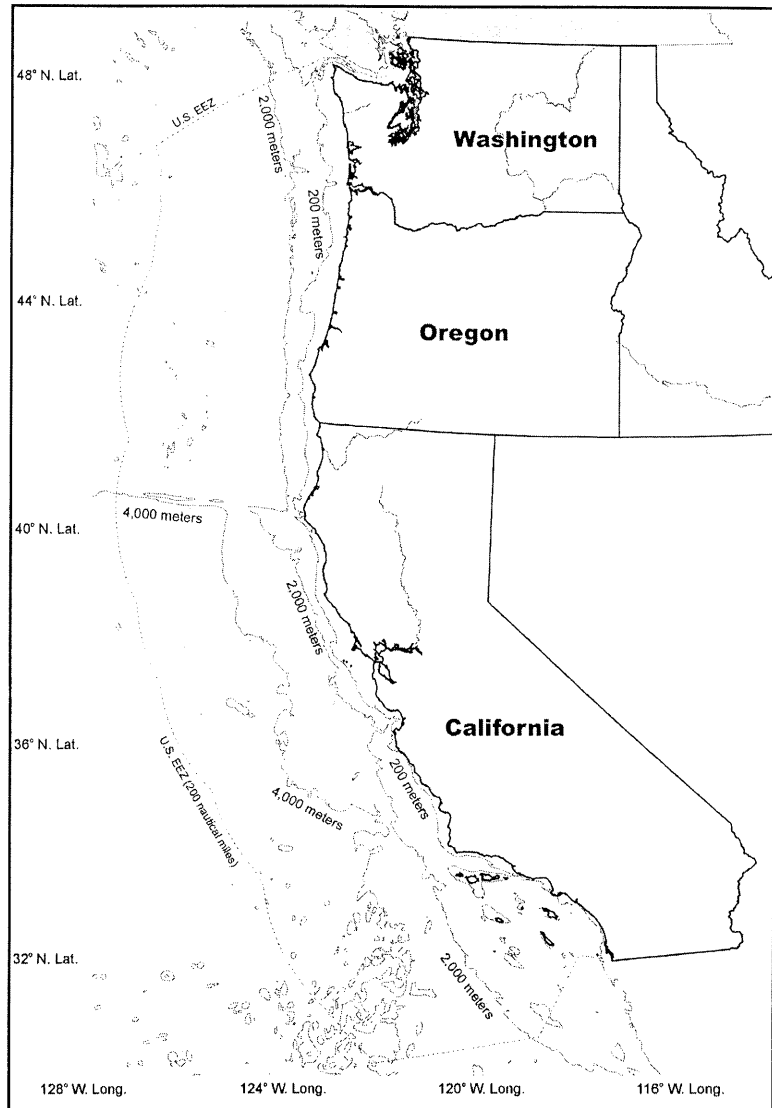 48° N. Lat.
U.S. EEZ
2,000 meters
Washington
200 meters
44° N. Lat.
Oregon
4,000 meters
40° N. Lat.
2,000 meters
36° N. Lat.
California
U.S. EEZ (200 nautical miles)
200 meters
4,000 meters
32° N. Lat.
2,000 meters
128° W. Long.
124° W. Long.
120° W. Long.
116° W. Long.